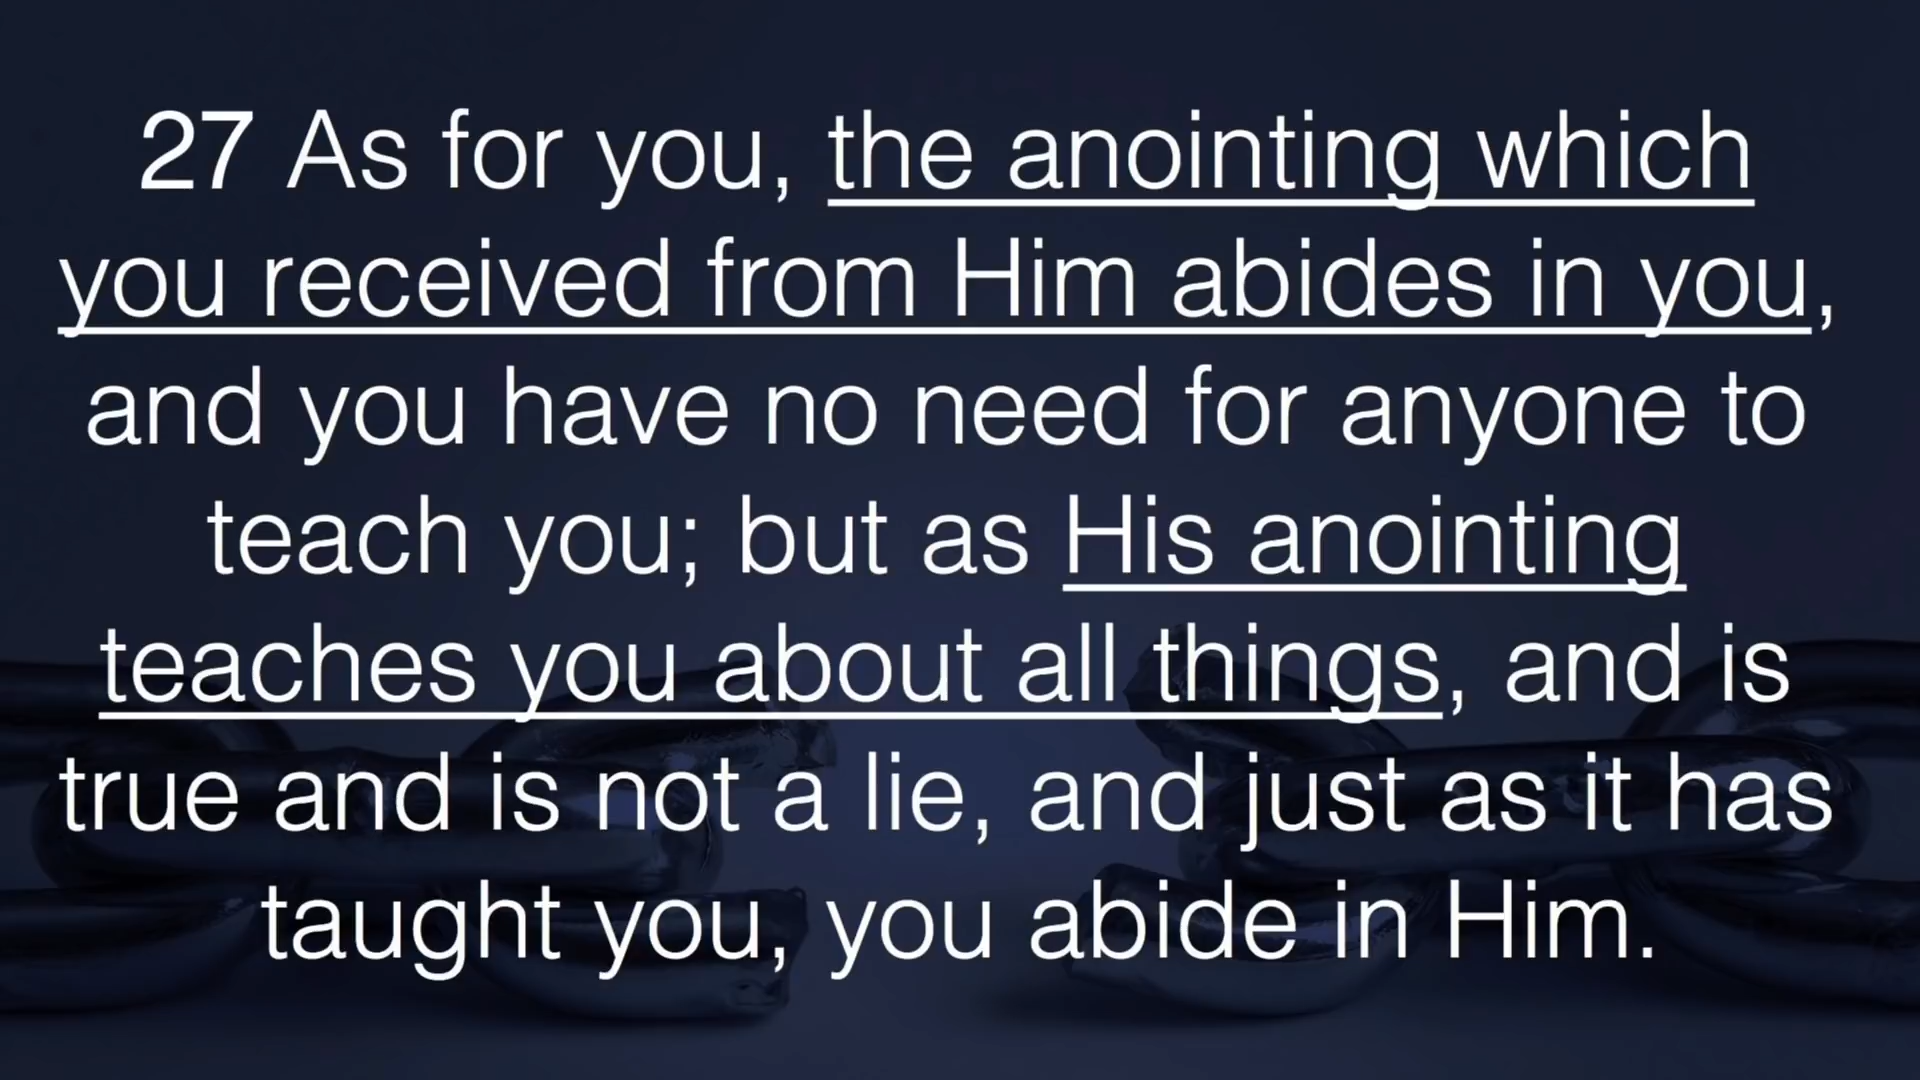 27 As for you, the anointing which
you received from Him abides in you,
and you have no need for anyone to
teach you; but as His anointing
teaches you about all things, and is
true and is not a lie, and just as it has
taught you, you abide in Him.